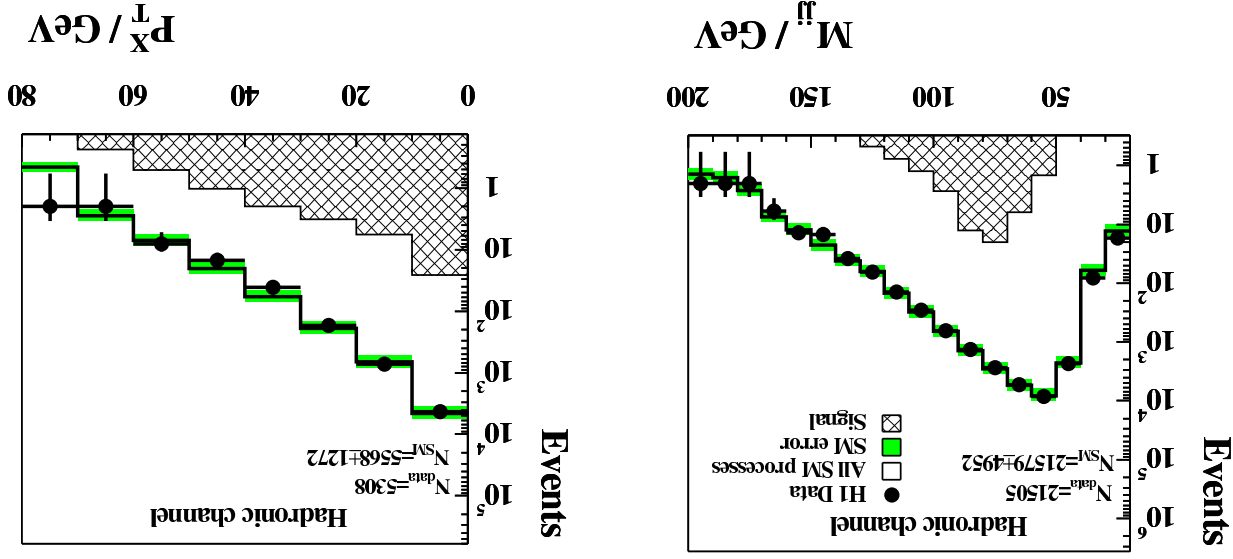 Events
10^6
10^5
10^4
10^3
10^2
10
1
Hadronic channel
N_data=21505
N_SM=21579±4952
H1 Data
All SM processes
SM error
Signal
50 100 150 200
M_jj / GeV
Events
10^5
10^4
10^3
10^2
10
1
Hadronic channel
N_data=5308
N_SM=5568±1272
0 20 40 60 80
P_T^X / GeV